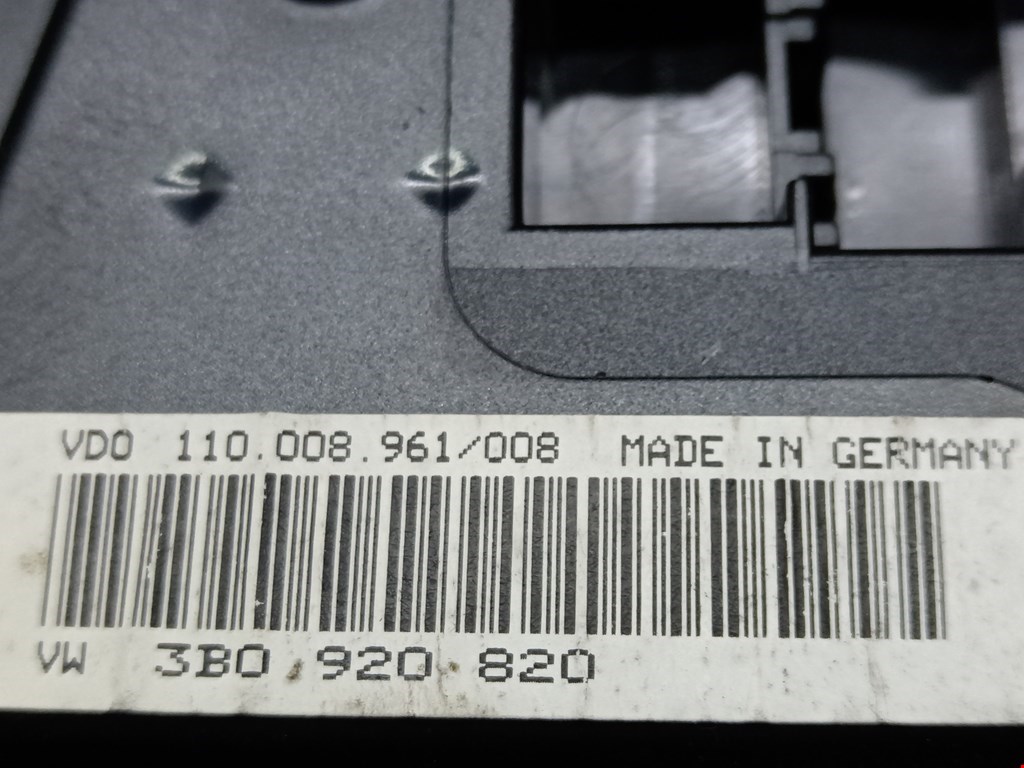 VDO 110.008.961/008 MADE IN GERMANY
VW 3B0 920 820